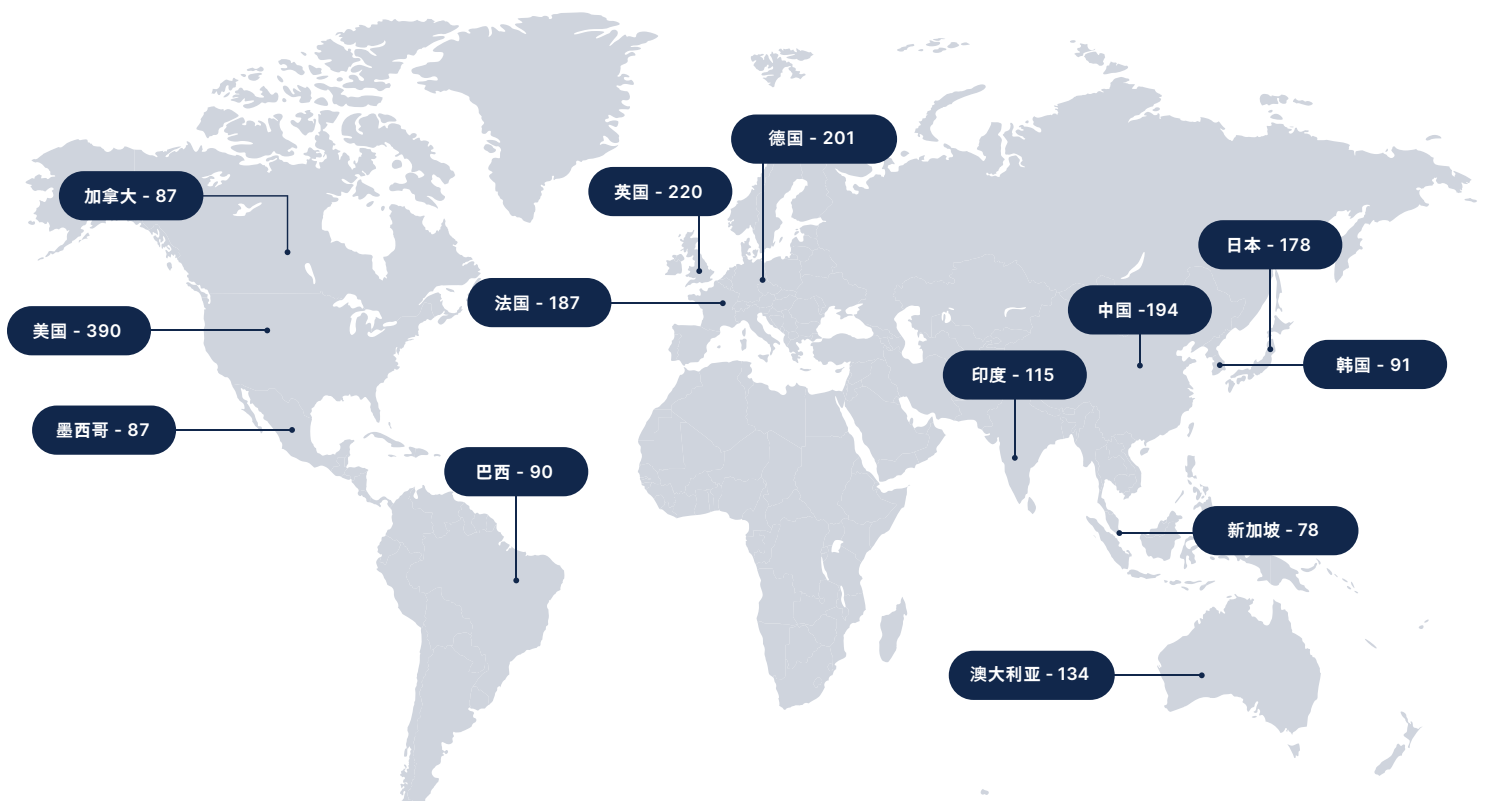 德国 - 201
英国 - 220
加拿大 - 87
日本 - 178
法国 - 187
中国 -194
美国 - 390
韩国 - 91
印度 - 115
墨西哥 - 87
巴西 - 90
新加坡 - 78
澳大利亚 - 134